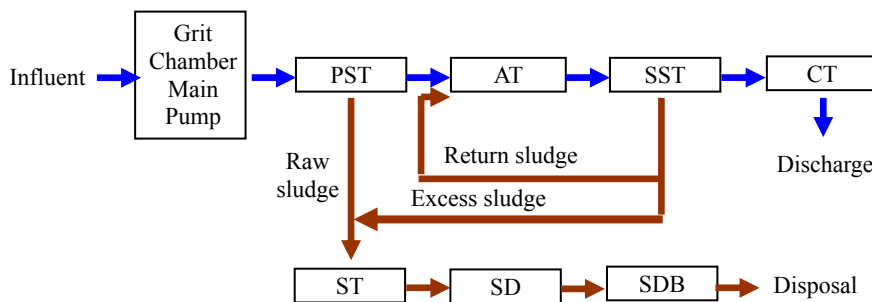 Influent
Grit
Chamber
Main
Pump
PST
AT
SST
CT
Discharge
Raw
sludge
Return sludge
Excess sludge
ST
SD
SDB
Disposal